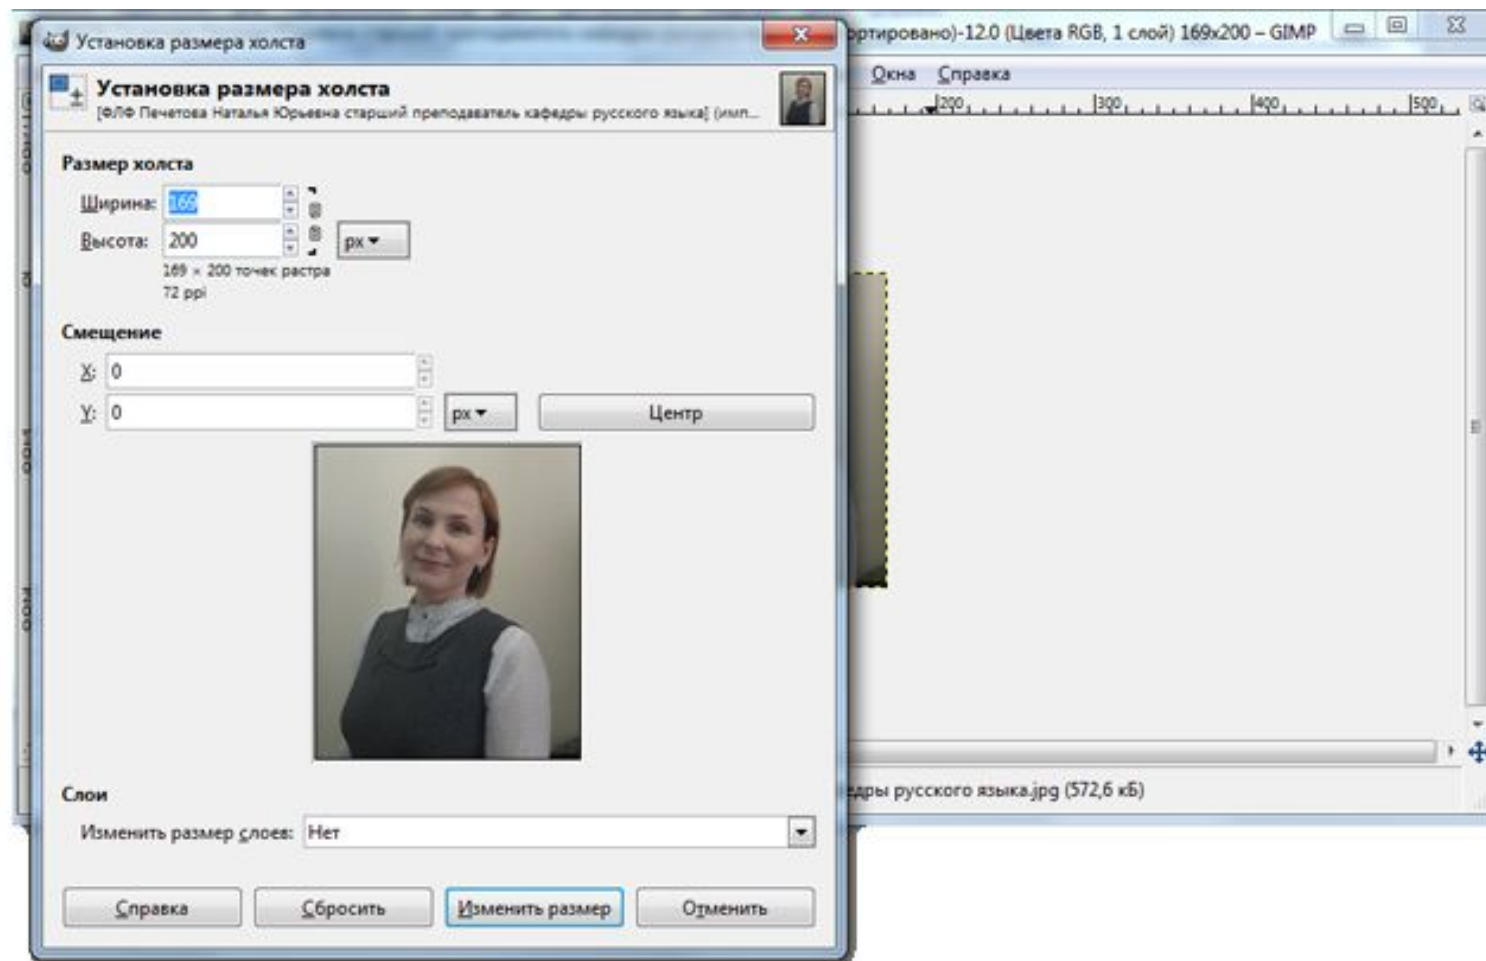 Установка размера холста
ортировано)-12.0 (Цвета RGB, 1 слой) 169x200 – GIMP
Установка размера холста
[ФЛФ Печетова Наталья Юрьевна старший преподаватель кафедры русского языка] (имп...
Окна Справка
200 300 400 500
Размер холста
Ширина: 169
Высота: 200 px
169 × 200 точек растра
72 ppi
Смещение
X: 0
Y: 0 px Центр
Слои
едры русского языка.jpg (572,6 кБ)
Изменить размер слоев: Нет
Справка Сбросить Изменить размер Отменить